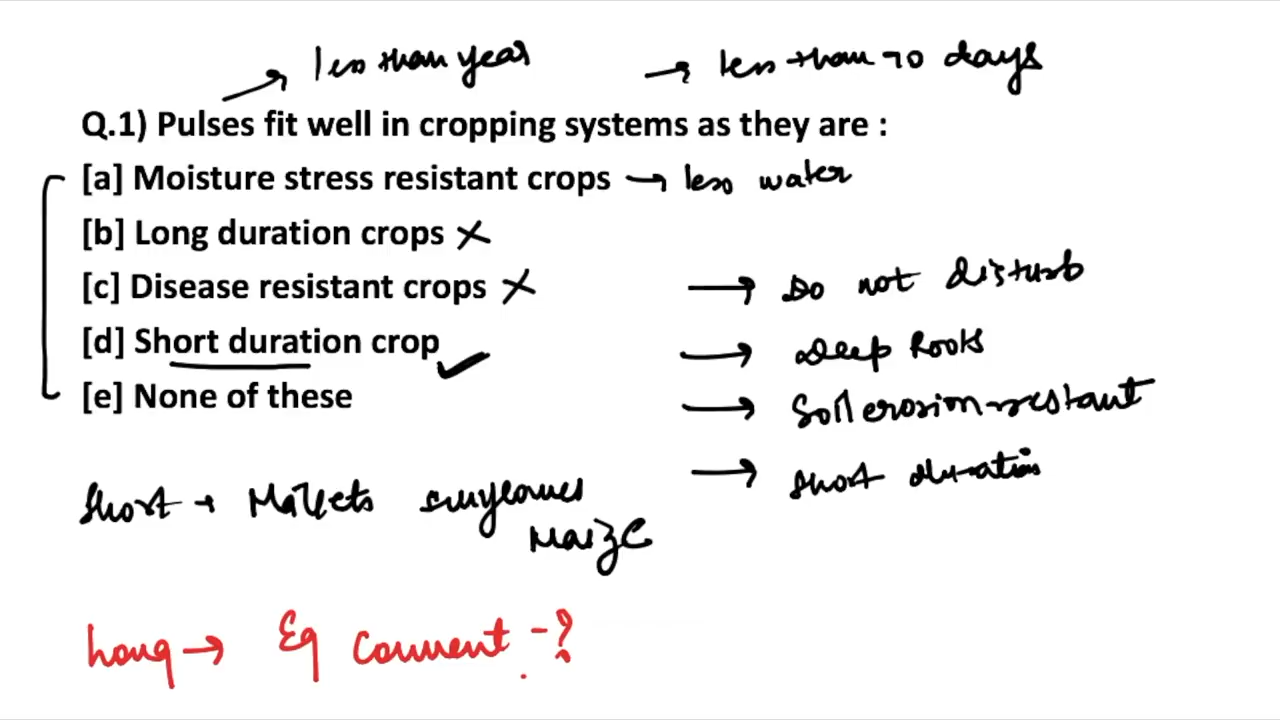 less than year
→ less than 70 days
Q.1) Pulses fit well in cropping systems as they are :
[a] Moisture stress resistant crops → less water
[b] Long duration crops ×
[c] Disease resistant crops ×
→ Do not disturb
[d] Short duration crop ✓
→ Deep Roots
[e] None of these
→ Soil erosion resistant
→ short duration
Short → Millets sunflower
Maize
Long → Eg comment -?